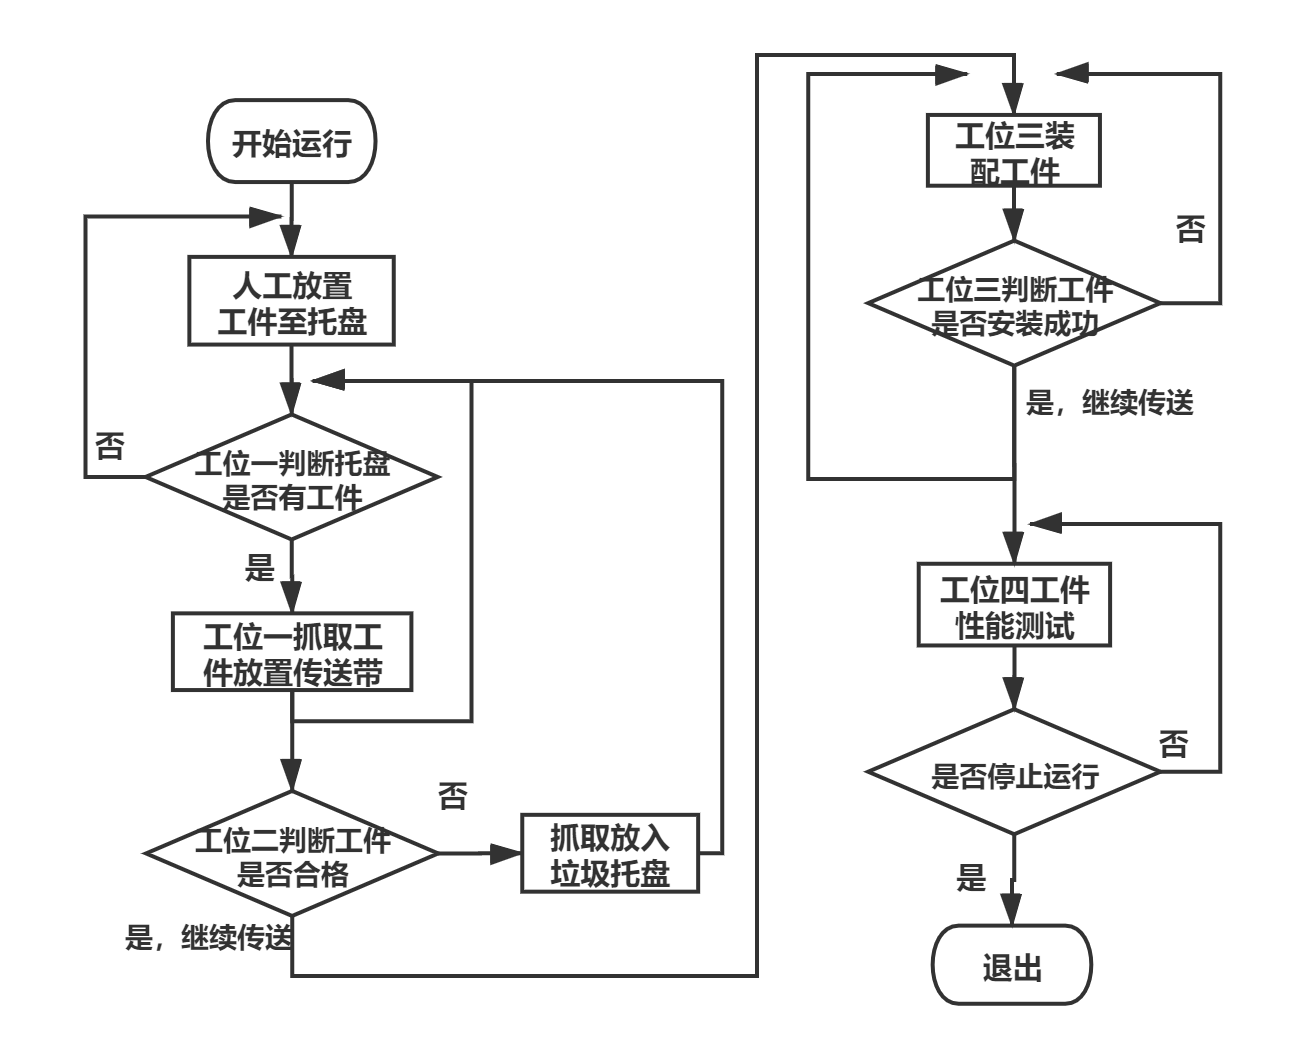 开始运行
人工放置
工件至托盘
否
工位一判断托盘
是否有工件
是
工位一抓取工
件放置传送带
否
工位二判断工件
是否合格
抓取放入
垃圾托盘
是，继续传送
工位三装
配工件
否
工位三判断工件
是否安装成功
是，继续传送
工位四工件
性能测试
否
是否停止运行
是
退出